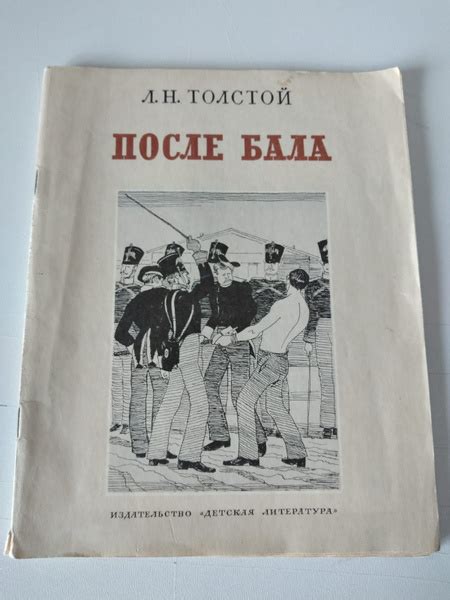 Л.Н. ТОЛСТОЙ
ПОСЛЕ БАЛА
ИЗДАТЕЛЬСТВО «ДЕТСКАЯ ЛИТЕРАТУРА»